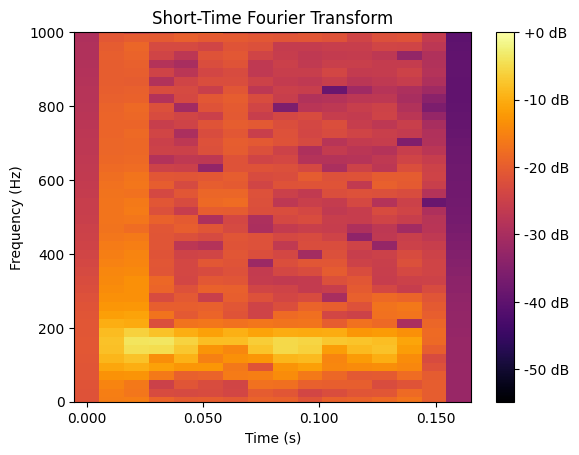 Short-Time Fourier Transform
Frequency (Hz)
1000
800
600
400
200
0
0.000
0.050
0.100
0.150
Time (s)
+0 dB
-10 dB
-20 dB
-30 dB
-40 dB
-50 dB